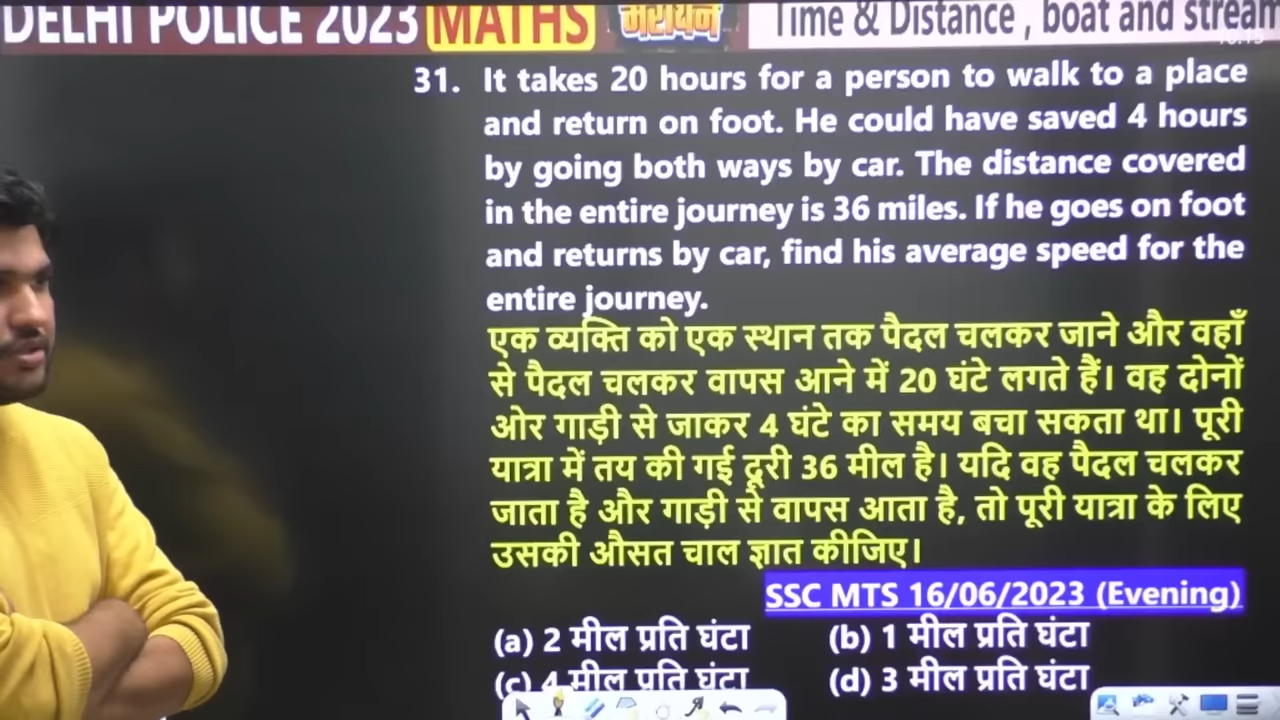 DELHI POLICE 2023 MATHS मैराथन Time & Distance , boat and stream
31. It takes 20 hours for a person to walk to a place
and return on foot. He could have saved 4 hours
by going both ways by car. The distance covered
in the entire journey is 36 miles. If he goes on foot
and returns by car, find his average speed for the
entire journey.
एक व्यक्ति को एक स्थान तक पैदल चलकर जाने और वहाँ
से पैदल चलकर वापस आने में 20 घंटे लगते हैं। वह दोनों
ओर गाड़ी से जाकर 4 घंटे का समय बचा सकता था। पूरी
यात्रा में तय की गई दूरी 36 मील है। यदि वह पैदल चलकर
जाता है और गाड़ी से वापस आता है, तो पूरी यात्रा के लिए
उसकी औसत चाल ज्ञात कीजिए।
SSC MTS 16/06/2023 (Evening)
(a) 2 मील प्रति घंटा (b) 1 मील प्रति घंटा
(c) 4 मील प्रति घंटा (d) 3 मील प्रति घंटा